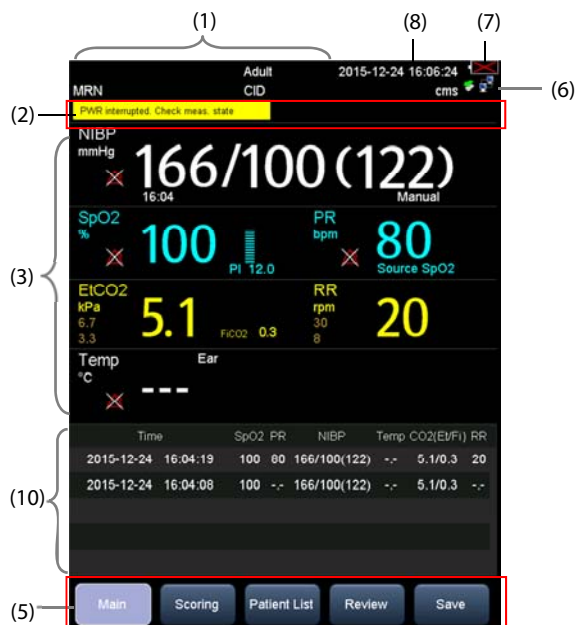 (1) (8) (7)
Adult 2015-12-24 16:06:24
MRN CID cms (6)
(2) PWR interrupted. Check meas. state
NIBP
mmHg
166/100 (122)
16:04 Manual
(3)
SpO2 PR
% bpm
100 80
PI 12.0 Source SpO2
EtCO2 RR
kPa rpm
6.7 30
3.3 8
5.1 FiCO2 0.3 20
Temp Ear
°C
---
Time SpO2 PR NIBP Temp CO2(Et/Fi) RR
2015-12-24 16:04:19 100 80 166/100(122) -.- 5.1/0.3 20
2015-12-24 16:04:08 100 -.- 166/100(122) -.- 5.1/0.3 -.-
(10)
(5) Main Scoring Patient List Review Save